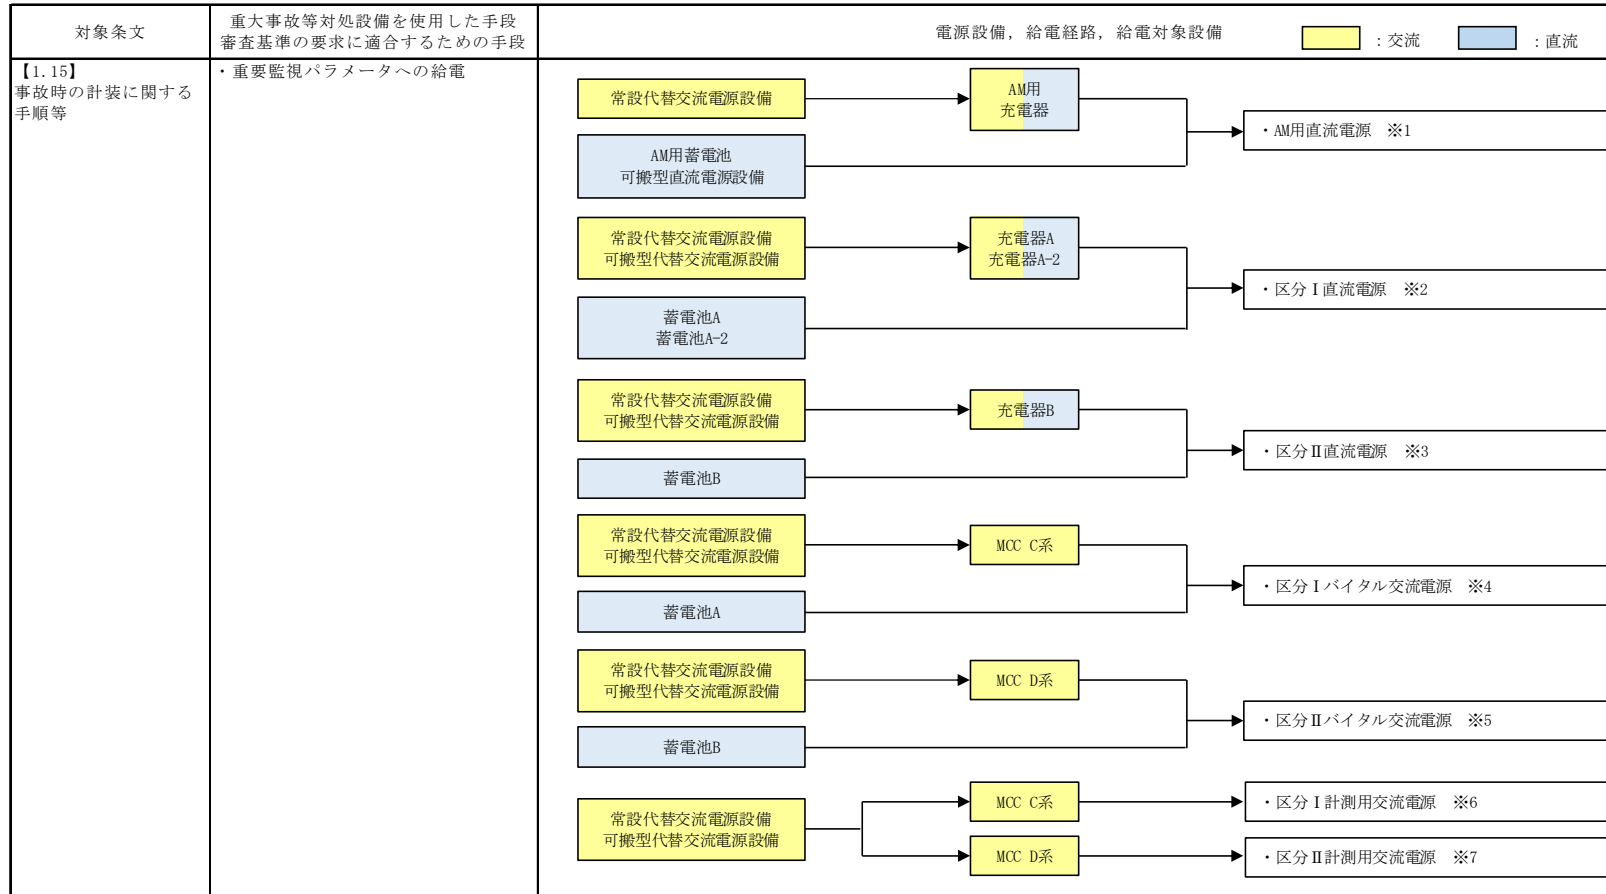 対象条文
重大事故等対処設備を使用した手段
審査基準の要求に適合するための手段
電源設備，給電経路，給電対象設備
：交流
：直流
【1.15】
事故時の計装に関する
手順等
・重要監視パラメータへの給電
常設代替交流電源設備
AM用
充電器
・AM用直流電源　※1
AM用蓄電池
可搬型直流電源設備
常設代替交流電源設備
可搬型代替交流電源設備
充電器A
充電器A-2
・区分Ⅰ直流電源　※2
蓄電池A
蓄電池A-2
常設代替交流電源設備
可搬型代替交流電源設備
充電器B
・区分Ⅱ直流電源　※3
蓄電池B
常設代替交流電源設備
可搬型代替交流電源設備
MCC C系
・区分Ⅰバイタル交流電源　※4
蓄電池A
常設代替交流電源設備
可搬型代替交流電源設備
MCC D系
・区分Ⅱバイタル交流電源　※5
蓄電池B
常設代替交流電源設備
可搬型代替交流電源設備
MCC C系
・区分Ⅰ計測用交流電源　※6
MCC D系
・区分Ⅱ計測用交流電源　※7